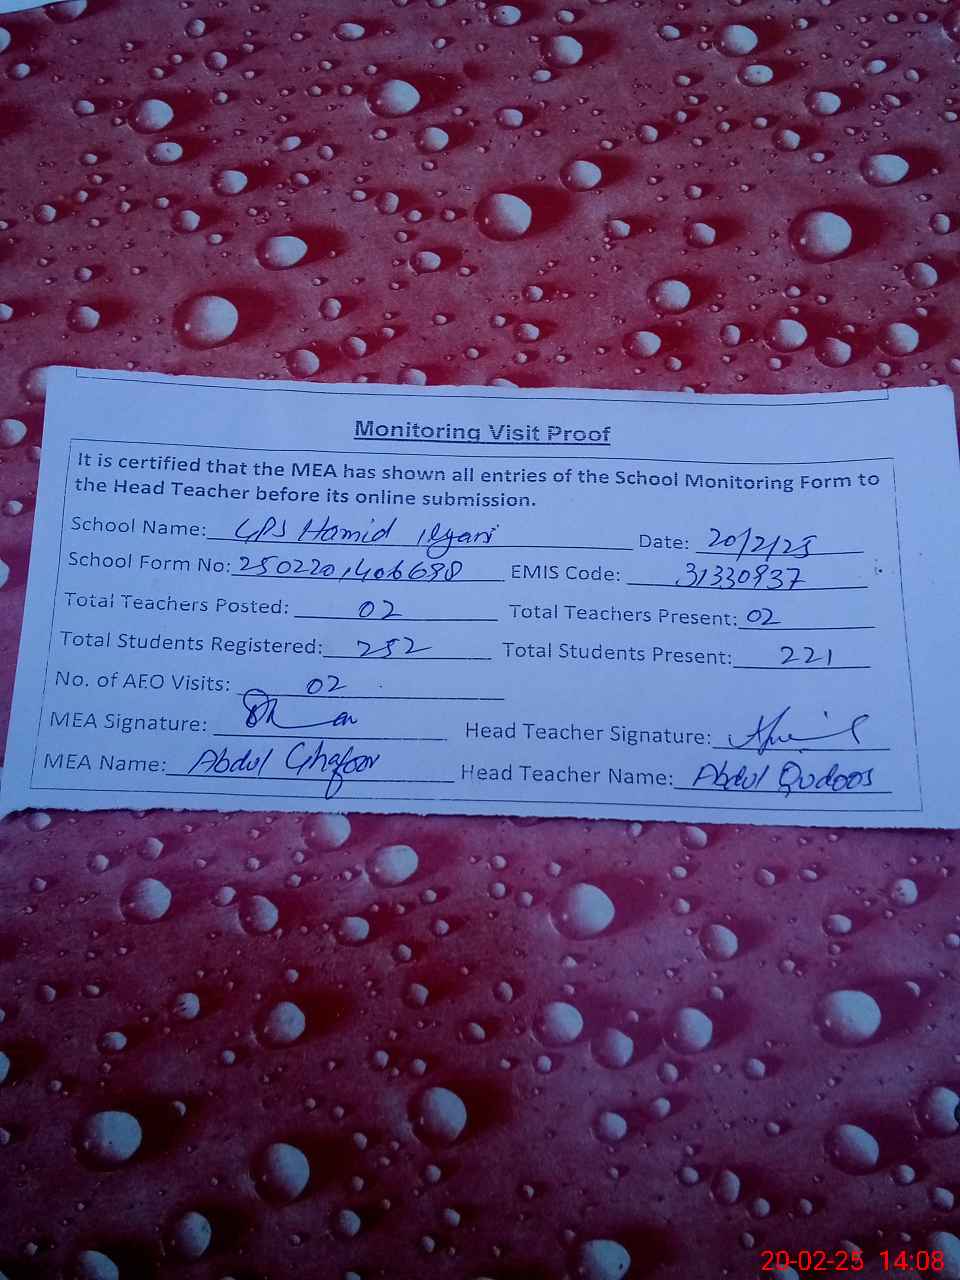 Monitoring Visit Proof
It is certified that the MEA has shown all entries of the School Monitoring Form to
the Head Teacher before its online submission.
School Name: GPS Hamid Date: 20/2/25
School Form No: EMIS Code: 31330937
Total Teachers Posted: 02 Total Teachers Present: 02
Total Students Registered: 252 Total Students Present: 221
No. of AEO Visits: 02
MEA Signature: Head Teacher Signature:
MEA Name: Abdul Ghafoor Head Teacher Name: Abdul Qudoos
20-02-25 14:08